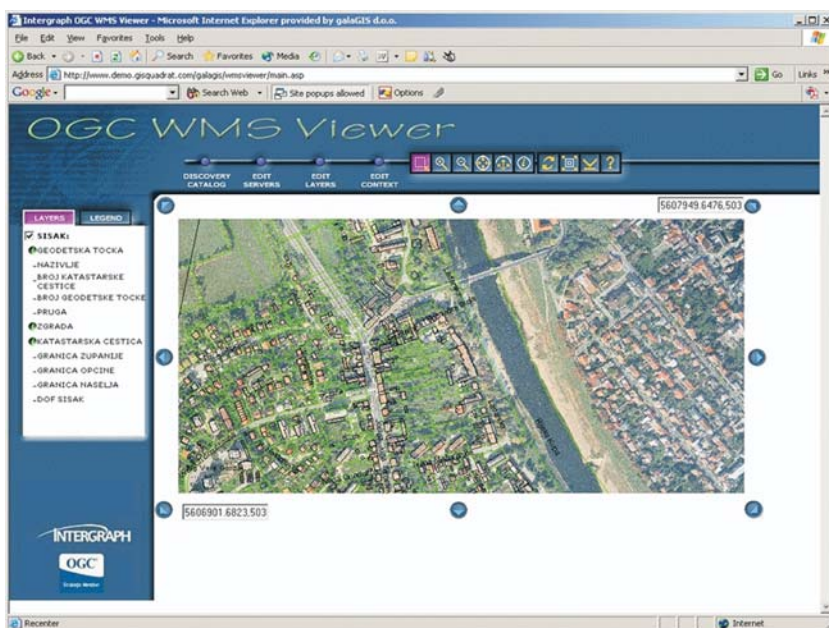 Intergraph OGC WMS Viewer - Microsoft Internet Explorer provided by galaGIS d.o.o.
File Edit View Favorites Tools Help
Back Search Favorites Media
Address http://www.demo.gisquadrat.com/galagis/wmsviewer/main.asp Go Links
Google Search Web Site popups allowed Options
OGC WMS Viewer
DISCOVERY CATALOG
EDIT SERVERS
EDIT LAYERS
EDIT CONTEXT
LAYERS LEGEND
5607949.6476,503
SISAK:
GEODETSKA TOCKA
NAZIVLJE
BROJ KATASTARSKE
CESTICE
BROJ GEODETSKE TOCKE
PRUGA
ZGRADA
KATASTARSKA CESTICA
GRANICA ZUPANIJE
GRANICA OPCINE
GRANICA NASELJA
DOF SISAK
5606901.6823,503
INTERGRAPH
OGC
Strategic Member
Recenter Internet